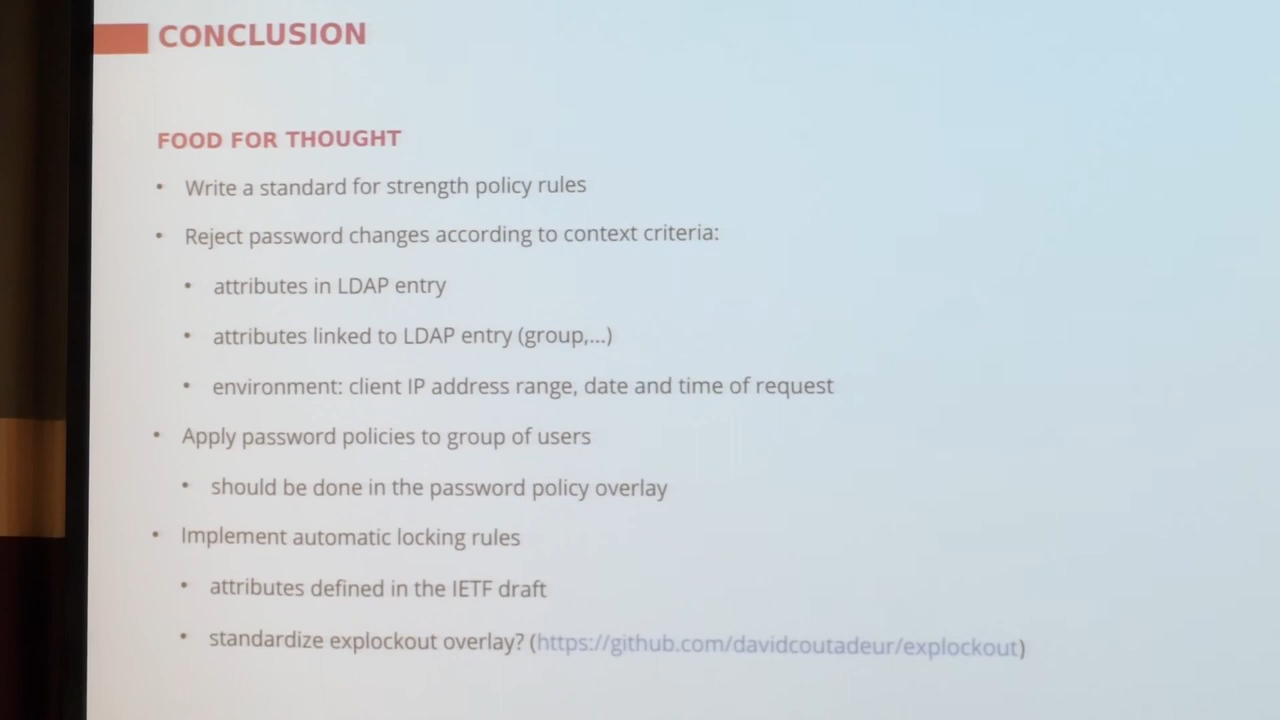 CONCLUSION
FOOD FOR THOUGHT
• Write a standard for strength policy rules
• Reject password changes according to context criteria:
• attributes in LDAP entry
• attributes linked to LDAP entry (group,...)
• environment: client IP address range, date and time of request
• Apply password policies to group of users
• should be done in the password policy overlay
• Implement automatic locking rules
• attributes defined in the IETF draft
• standardize explockout overlay? (https://github.com/davidcoutadeur/explockout)